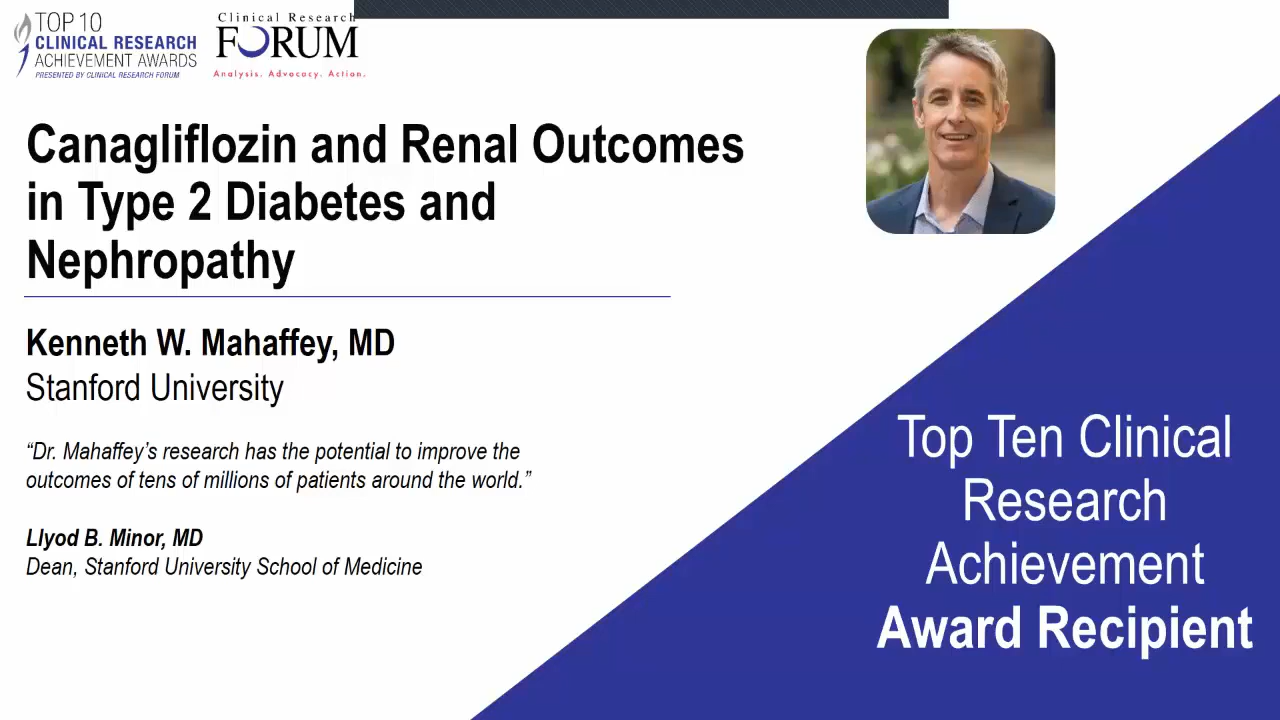 TOP 10
CLINICAL RESEARCH
ACHIEVEMENT AWARDS
PRESENTED BY CLINICAL RESEARCH FORUM
Clinical Research
FORUM
Analysis. Advocacy. Action.
Canagliflozin and Renal Outcomes
in Type 2 Diabetes and
Nephropathy
Kenneth W. Mahaffey, MD
Stanford University
“Dr. Mahaffey’s research has the potential to improve the
outcomes of tens of millions of patients around the world.”
Llyod B. Minor, MD
Dean, Stanford University School of Medicine
Top Ten Clinical
Research
Achievement
Award Recipient